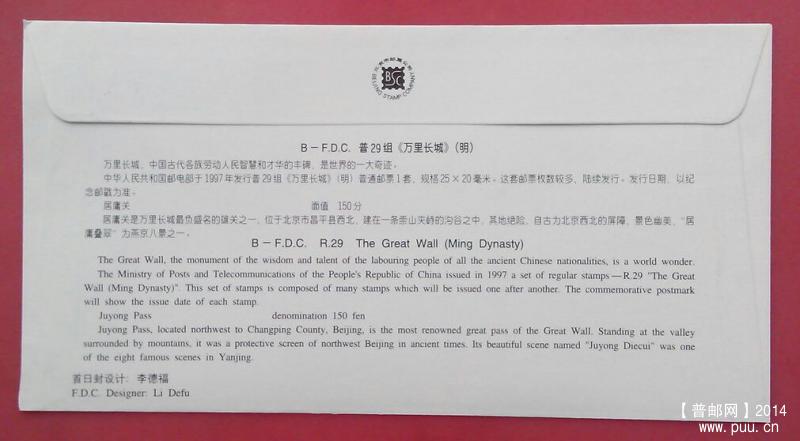 北京市邮票公司
BSC
BEIJING STAMP COMPANY
B－F.D.C. 普29组《万里长城》(明)
万里长城，中国古代各族劳动人民智慧和才华的丰碑，是世界的一大奇迹。
中华人民共和国邮电部于1997年发行普29组《万里长城》(明)普通邮票1套，规格25×20毫米。这套邮票枚数较多，陆续发行。发行日期，以纪
念邮戳为准。
居庸关 面值 150分
居庸关是万里长城最负盛名的雄关之一，位于北京市昌平县西北，建在一条崇山夹峙的沟谷之中，其地绝险，自古为北京西北的屏障，景色幽美，“居
庸叠翠”为燕京八景之一。
B－F.D.C. R.29 The Great Wall (Ming Dynasty)
The Great Wall, the monument of the wisdom and talent of the labouring people of all the ancient Chinese nationalities, is a world wonder.
The Ministry of Posts and Telecommunications of the People's Republic of China issued in 1997 a set of regular stamps—R.29 "The Great
Wall (Ming Dynasty)". This set of stamps is composed of many stamps which will be issued one after another. The commemorative postmark
will show the issue date of each stamp.
Juyong Pass denomination 150 fen
Juyong Pass, located northwest to Changping County, Beijing, is the most renowned great pass of the Great Wall. Standing at the valley
surrounded by mountains, it was a protective screen of northwest Beijing in ancient times. Its beautiful scene named "Juyong Diecui" was one
of the eight famous scenes in Yanjing.
首日封设计：李德福
F.D.C. Designer: Li Defu
【普邮网】2014
www.puu.cn